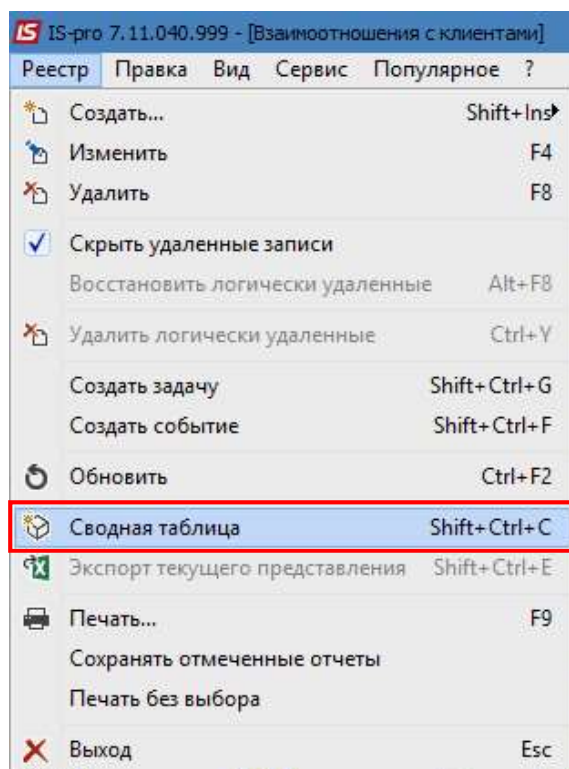 IS IS-pro 7.11.040.999 - [Взаимоотношения с клиентами]
Реестр Правка Вид Сервис Популярное ?
Создать... Shift+Ins
Изменить F4
Удалить F8
Скрыть удаленные записи
Восстановить логически удаленные Alt+F8
Удалить логически удаленные Ctrl+Y
Создать задачу Shift+Ctrl+G
Создать событие Shift+Ctrl+F
Обновить Ctrl+F2
Сводная таблица Shift+Ctrl+C
Экспорт текущего представления Shift+Ctrl+E
Печать... F9
Сохранять отмеченные отчеты
Печать без выбора
Выход Esc